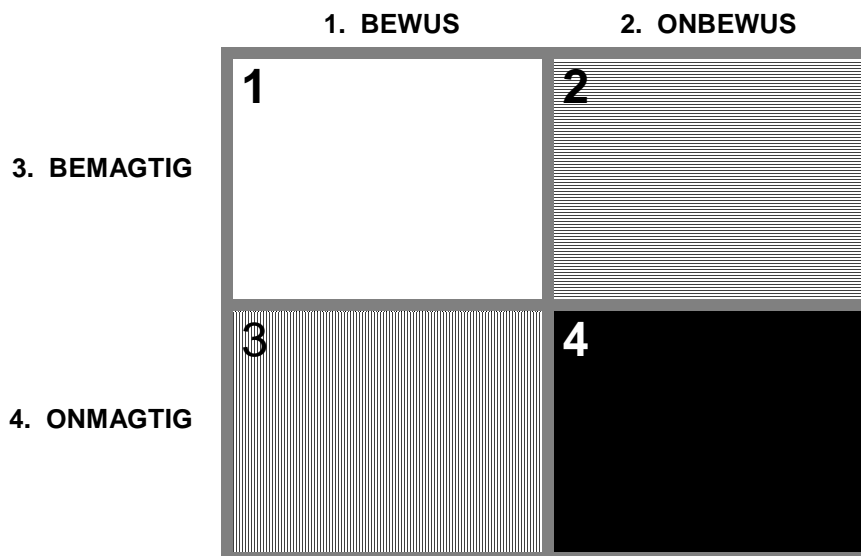 1. BEWUS 2. ONBEWUS
1 2
3. BEMAGTIG
3 4
4. ONMAGTIG